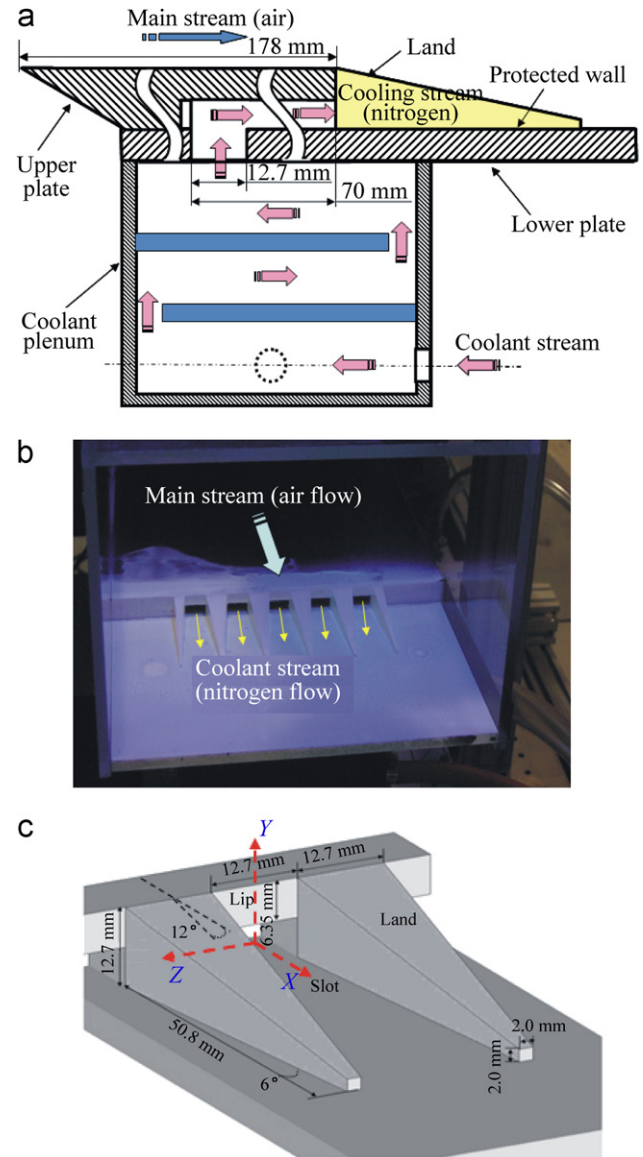 a
Main stream (air)
178 mm
Land
Protected wall
Cooling stream
(nitrogen)
Upper
plate
12.7 mm
70 mm
Lower plate
Coolant
plenum
Coolant stream
b
Main stream (air flow)
Coolant stream
(nitrogen flow)
c
Y
12.7 mm
12.7 mm
Lip
6.35 mm
Land
12°
12.7 mm
Z
X
Slot
50.8 mm
6°
2.0 mm
2.0 mm